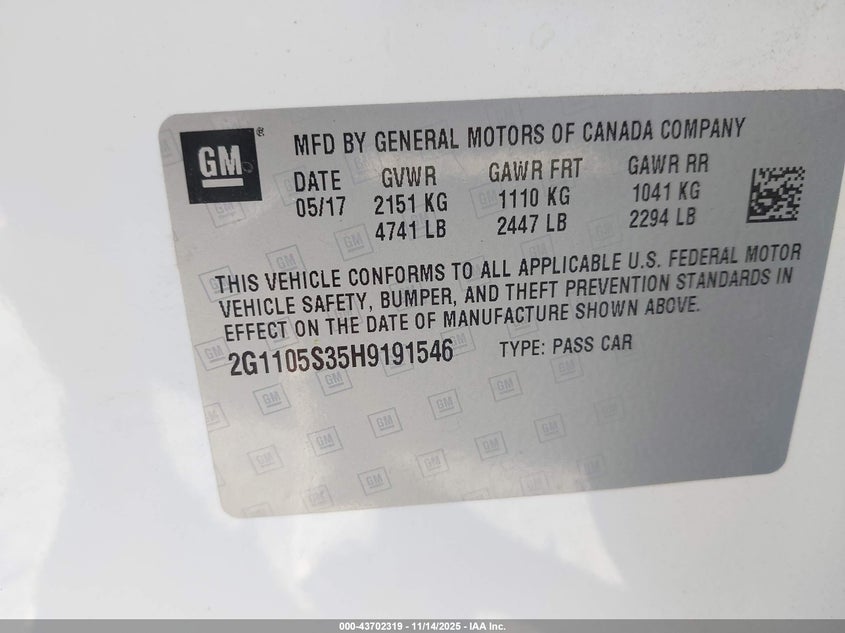 GM ® MFD BY GENERAL MOTORS OF CANADA COMPANY
DATE GVWR GAWR FRT GAWR RR
05/17 2151 KG 1110 KG 1041 KG
4741 LB 2447 LB 2294 LB
THIS VEHICLE CONFORMS TO ALL APPLICABLE U.S. FEDERAL MOTOR
VEHICLE SAFETY, BUMPER, AND THEFT PREVENTION STANDARDS IN
EFFECT ON THE DATE OF MANUFACTURE SHOWN ABOVE.
2G1105S35H9191546 TYPE: PASS CAR
000-43702319 - 11/14/2025 - IAA Inc.